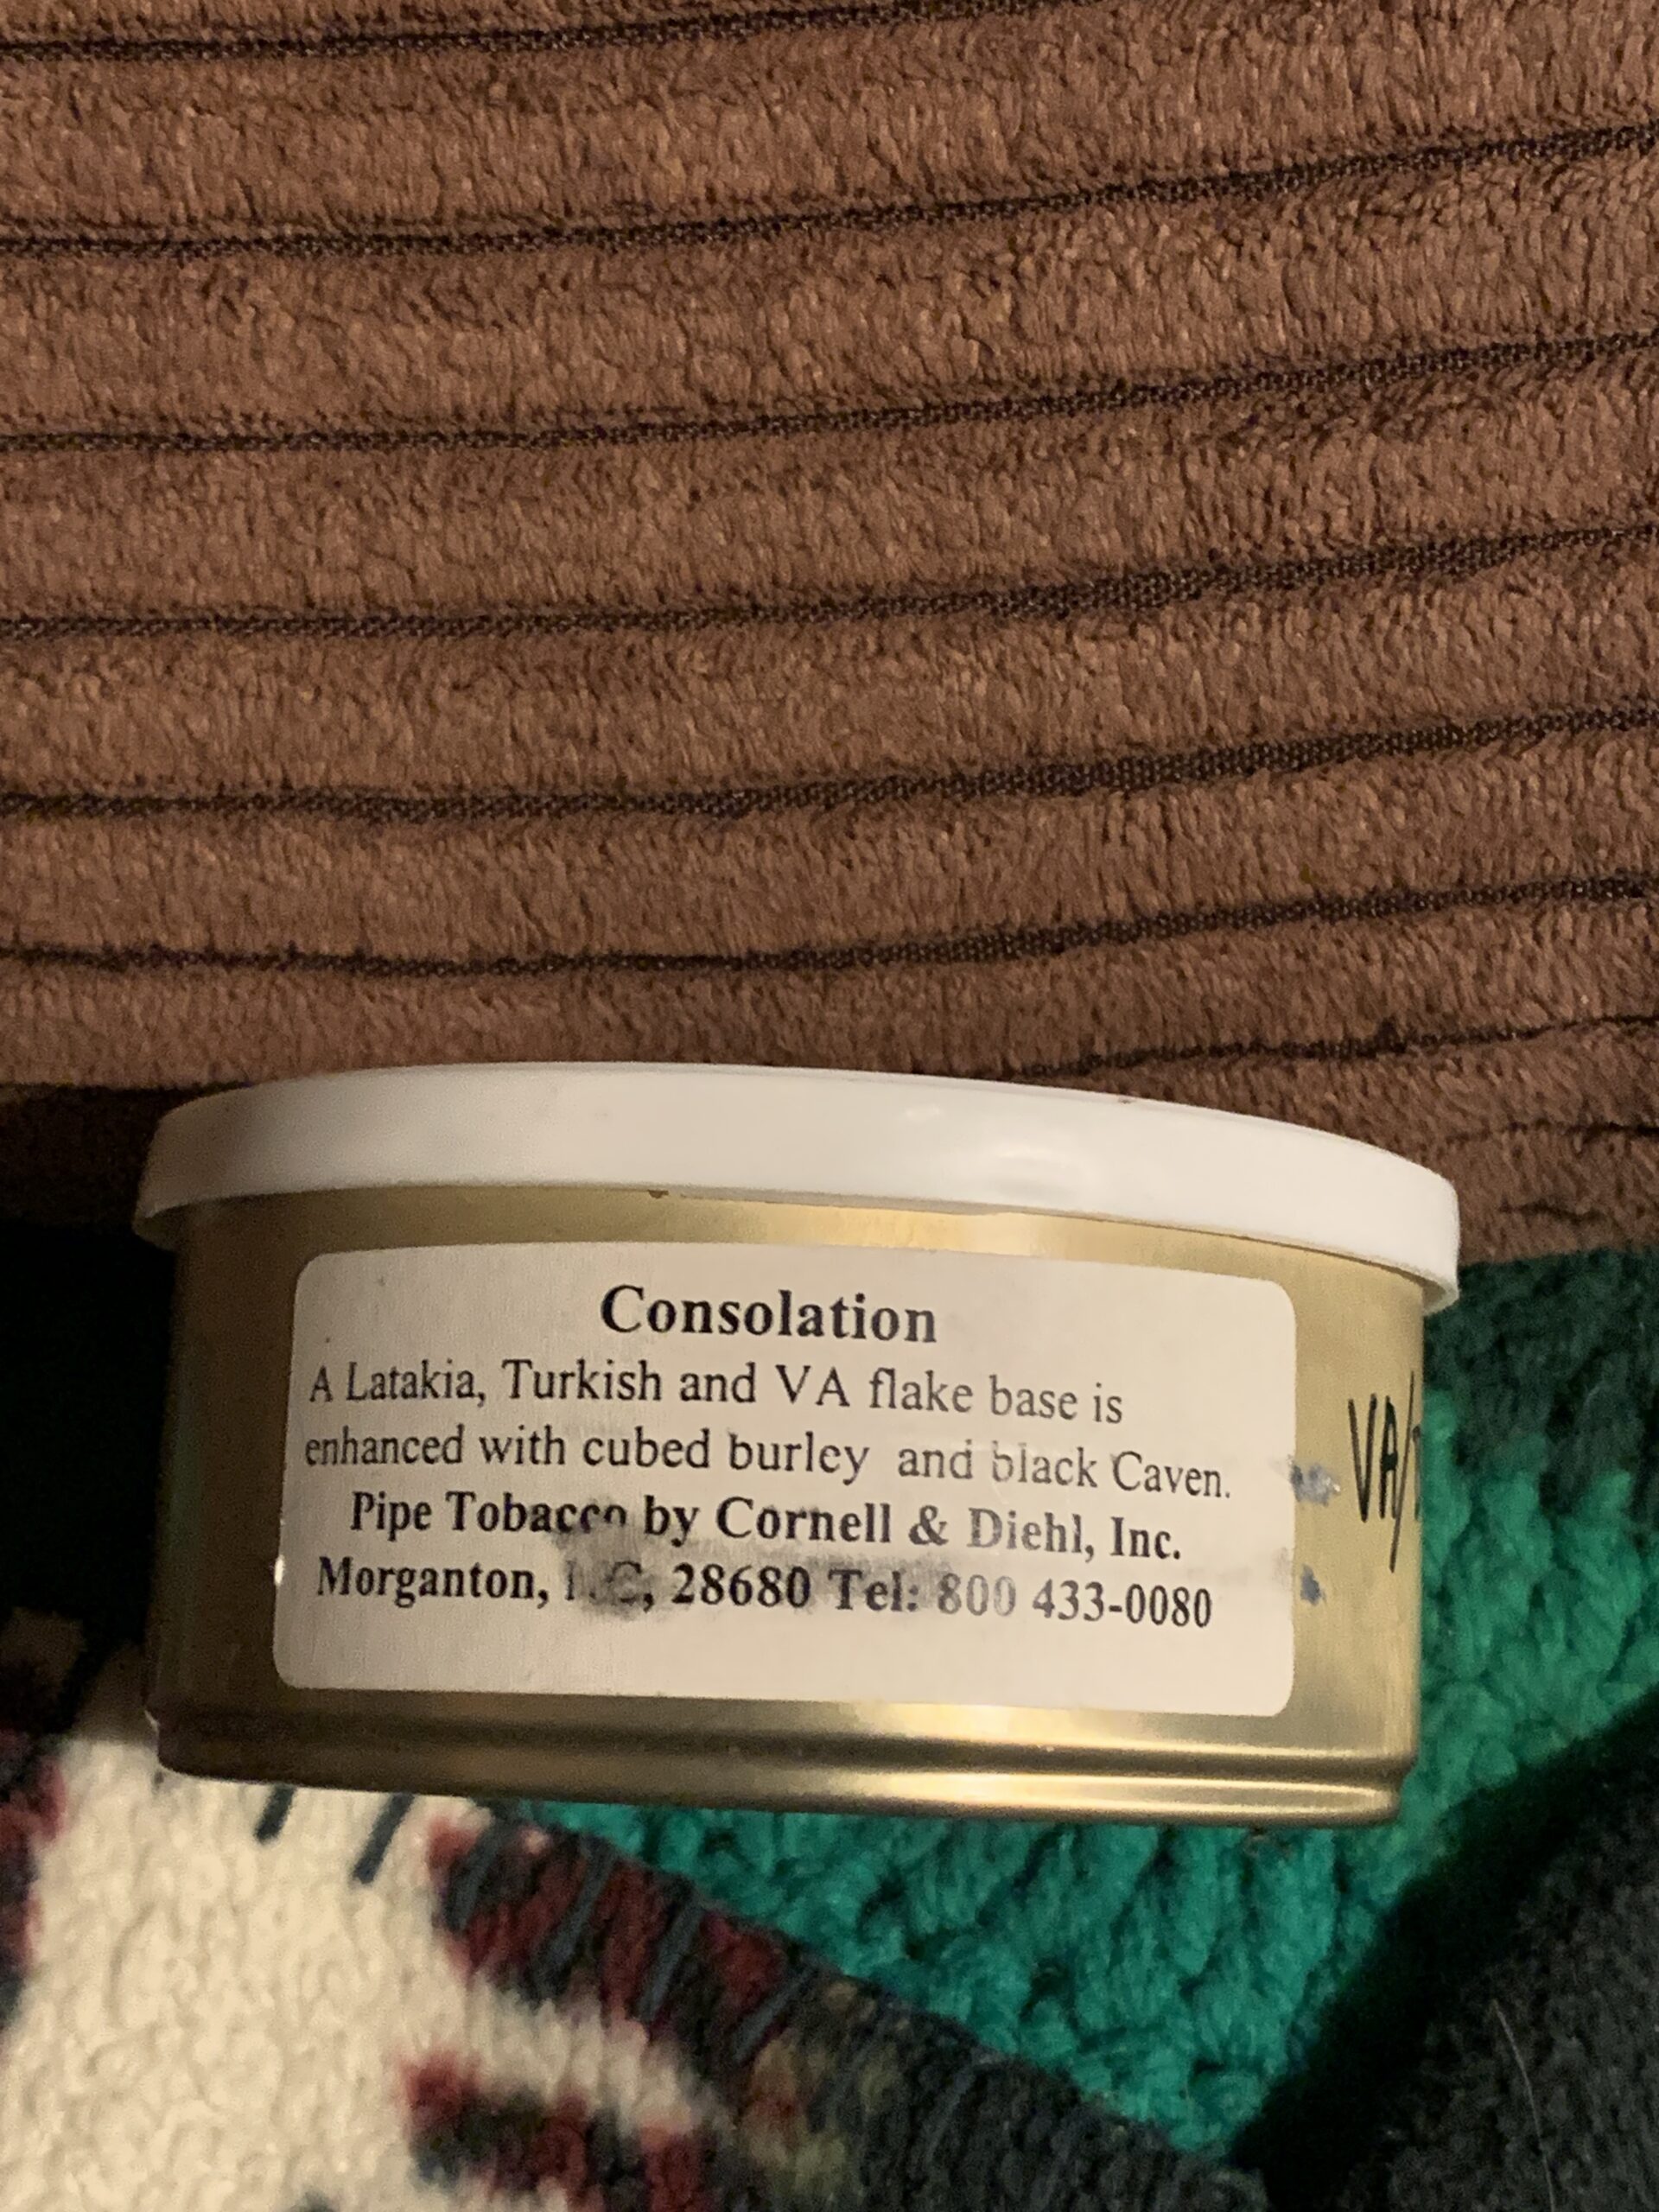 Consolation
A Latakia, Turkish and VA flake base is
enhanced with cubed burley and black Caven.
Pipe Tobacco by Cornell & Diehl, Inc.
Morganton, 28680 Tel: 800 433-0080
VA/